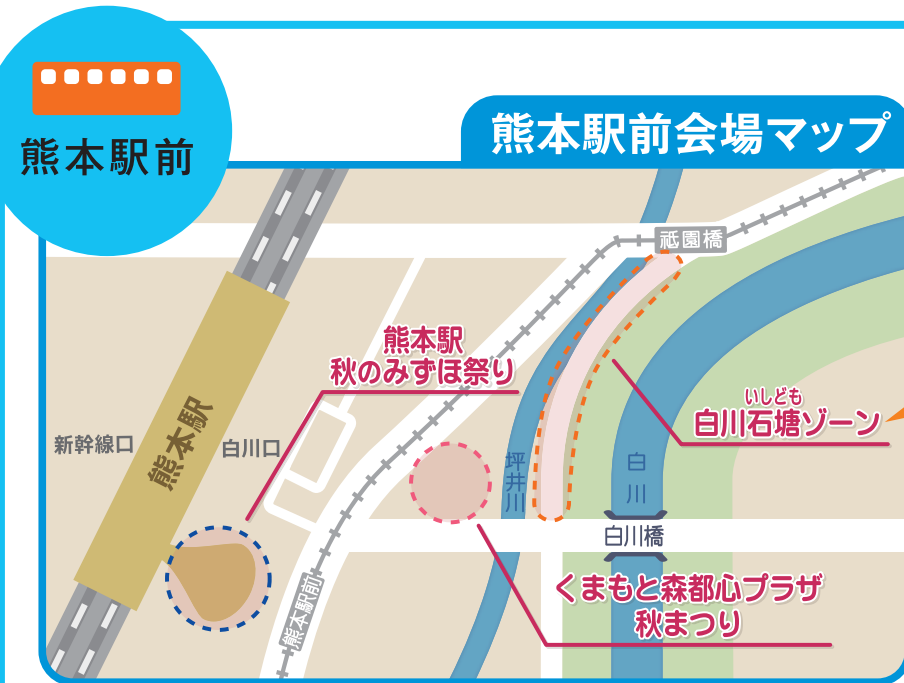 熊本駅前
熊本駅前会場マップ
祗園橋
熊本駅
秋のみずほ祭り
いしども
白川石塘ゾーン
新幹線口
熊本駅
白川口
坪井川
白川
白川橋
熊本駅前
くまもと森都心プラザ
秋まつり